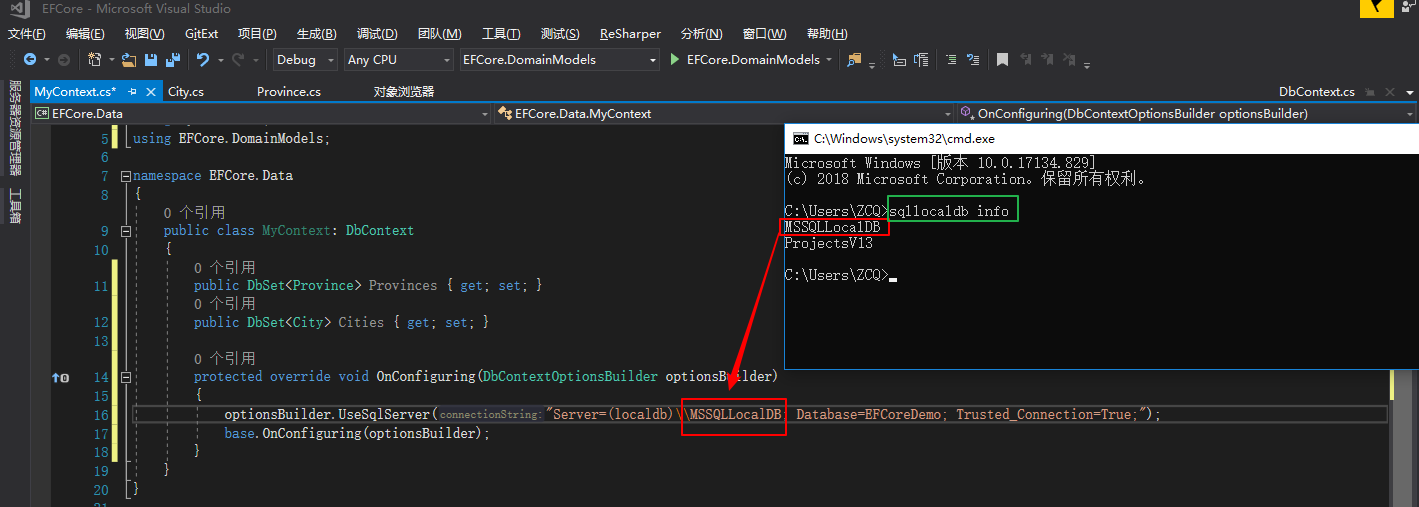 EFCore - Microsoft Visual Studio
文件(F) 编辑(E) 视图(V) GitExt 项目(P) 生成(B) 调试(D) 团队(M) 工具(T) 测试(S) ReSharper 分析(N) 窗口(W) 帮助(H)
Debug Any CPU EFCore.DomainModels EFCore.DomainModels
服务器资源管理器
工具箱
MyContext.cs* City.cs Province.cs 对象浏览器 DbContext.cs
C# EFCore.Data EFCore.Data.MyContext OnConfiguring(DbContextOptionsBuilder optionsBuilder)
5 using EFCore.DomainModels;
6
7 namespace EFCore.Data
8 {
0 个引用
9 public class MyContext: DbContext
10 {
0 个引用
11 public DbSet<Province> Provinces { get; set; }
0 个引用
12 public DbSet<City> Cities { get; set; }
13
0 个引用
14 protected override void OnConfiguring(DbContextOptionsBuilder optionsBuilder)
15 {
16 optionsBuilder.UseSqlServer(connectionString:"Server=(localdb)\\MSSQLLocalDB; Database=EFCoreDemo; Trusted_Connection=True;");
17 base.OnConfiguring(optionsBuilder);
18 }
19 }
20 }
C:\Windows\system32\cmd.exe
Microsoft Windows [版本 10.0.17134.829]
(c) 2018 Microsoft Corporation。保留所有权利。
C:\Users\ZCQ>sqllocaldb info
MSSQLLocalDB
ProjectsV13
C:\Users\ZCQ>